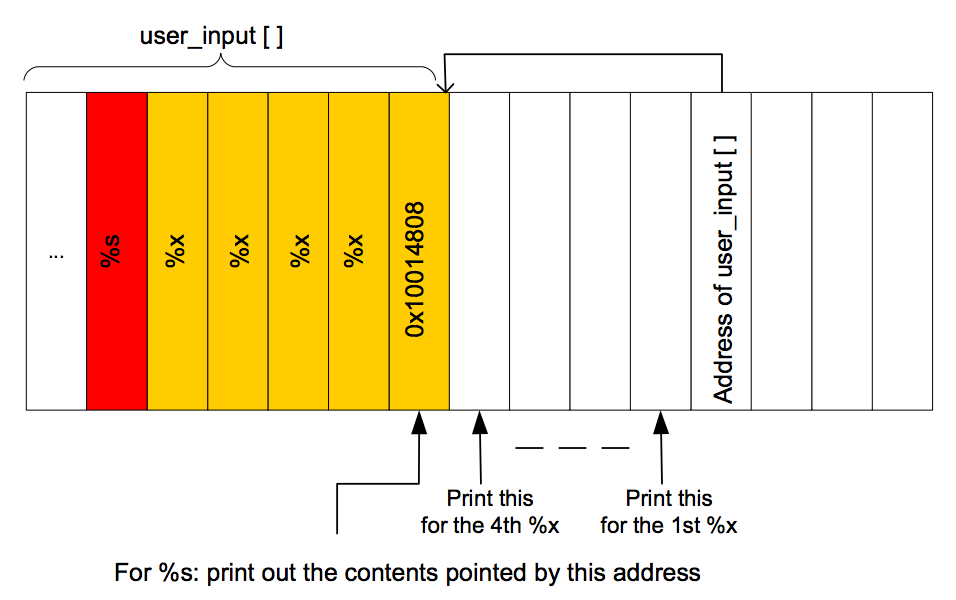 user_input [ ]
...
%s
%x
%x
%x
%x
0x10014808
Address of user_input [ ]
Print this
for the 4th %x
Print this
for the 1st %x
For %s: print out the contents pointed by this address